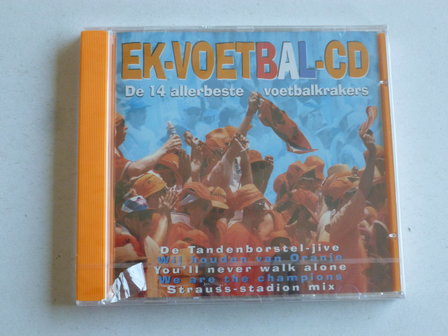 EK-VOETBAL-CD
De 14 allerbeste voetbalkrakers
De Tandenborstel-jive
Wij houden van Oranje
You'll never walk alone
We are the champions
Strauss-stadion mix